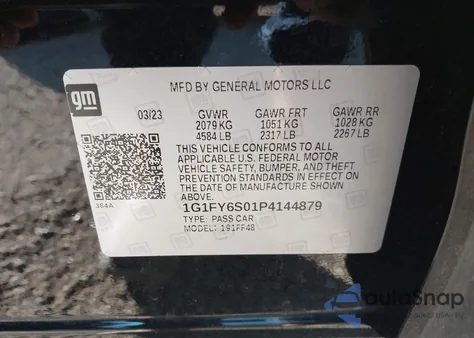 gm
MFD BY GENERAL MOTORS LLC
03/23 GVWR GAWR FRT GAWR RR
2079 KG 1051 KG 1028 KG
4584 LB 2317 LB 2267 LB
THIS VEHICLE CONFORMS TO ALL
APPLICABLE U.S. FEDERAL MOTOR
VEHICLE SAFETY, BUMPER, AND THEFT
PREVENTION STANDARDS IN EFFECT ON
THE DATE OF MANUFACTURE SHOWN
ABOVE.
384A
1G1FY6S01P4144879
TYPE: PASS CAR
MODEL: 191FF48
autoSnap